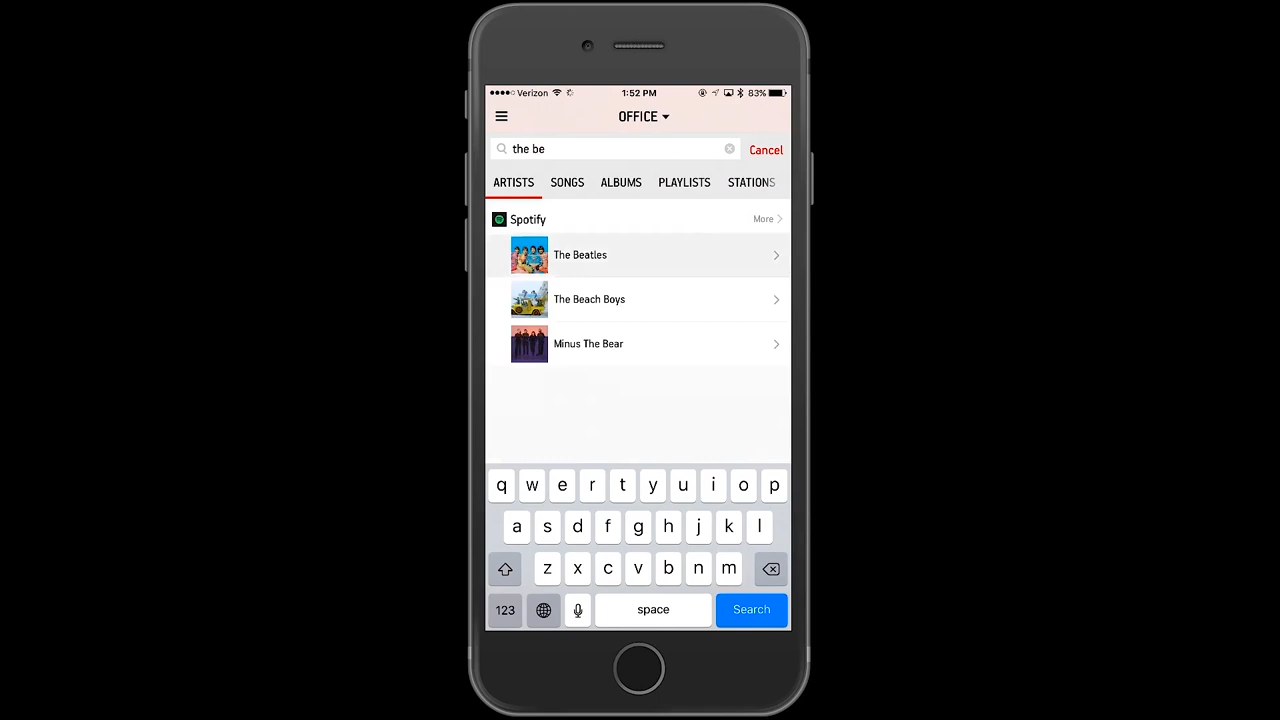 Verizon 1:52 PM 83%
OFFICE
the be Cancel
ARTISTS SONGS ALBUMS PLAYLISTS STATIONS
Spotify More
The Beatles
The Beach Boys
Minus The Bear
q w e r t y u i o p
a s d f g h j k l
z x c v b n m
123 space Search